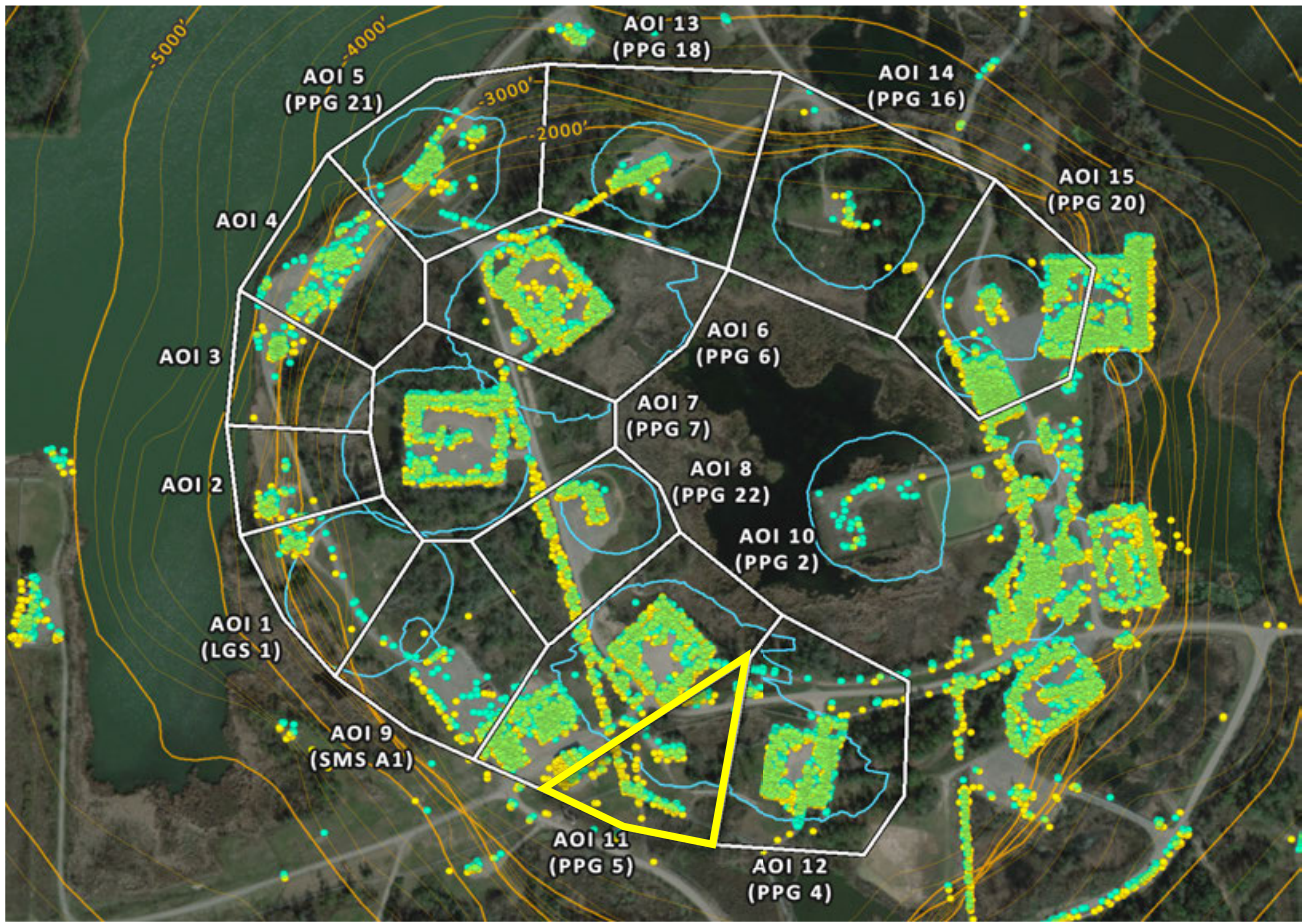 -5000'
-4000'
AOI 13
(PPG 18)
AOI 5
(PPG 21)
AOI 14
(PPG 16)
-3000'
-2000'
AOI 15
(PPG 20)
AOI 4
AOI 3
AOI 6
(PPG 6)
AOI 7
(PPG 7)
AOI 2
AOI 8
(PPG 22)
AOI 10
(PPG 2)
AOI 1
(LGS 1)
AOI 9
(SMS A1)
AOI 11
(PPG 5)
AOI 12
(PPG 4)